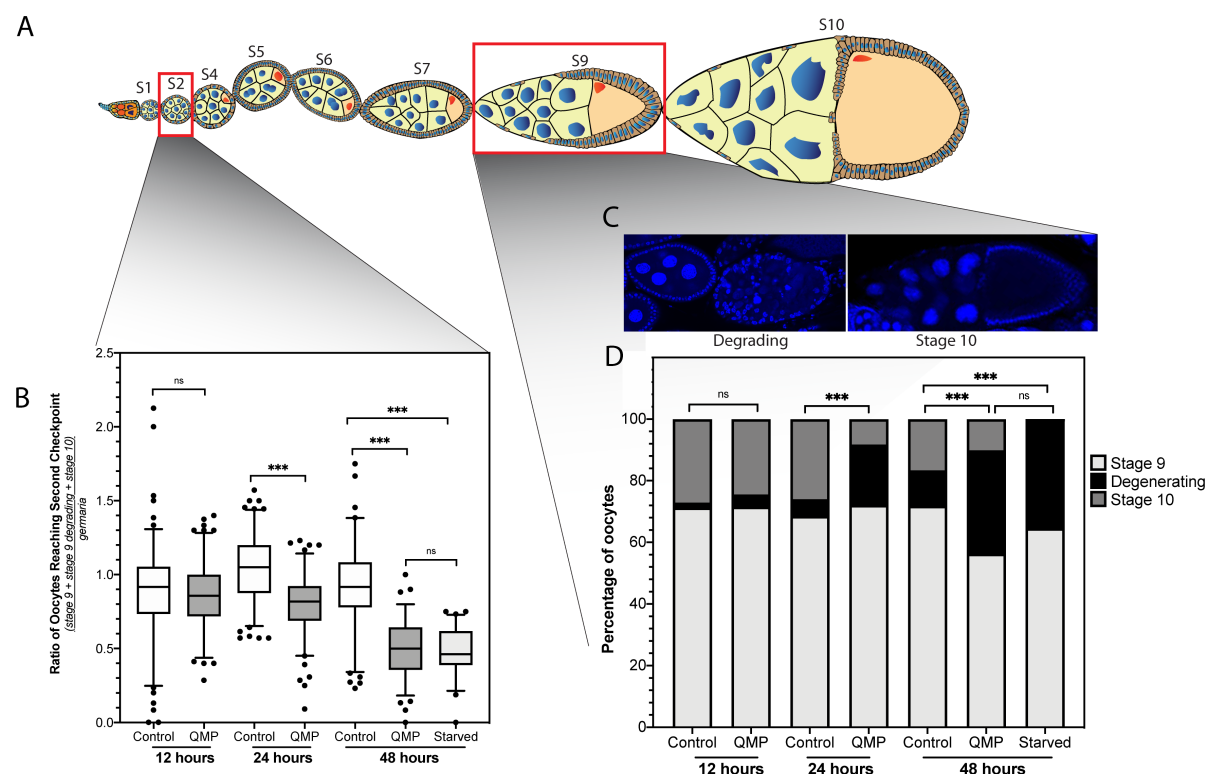 A
S1
S2
S4
S5
S6
S7
S9
S10
C
Degrading
Stage 10
B
Ratio of Oocytes Reaching Second Checkpoint
(stage 9 + stage 9 degrading + stage 10)
germaria
2.5
2.0
1.5
1.0
0.5
0.0
ns
***
***
***
ns
Control
QMP
Control
QMP
Control
QMP
Starved
12 hours
24 hours
48 hours
D
Percentage of oocytes
100
80
60
40
20
0
ns
***
***
***
ns
Stage 9
Degenerating
Stage 10
Control
QMP
Control
QMP
Control
QMP
Starved
12 hours
24 hours
48 hours